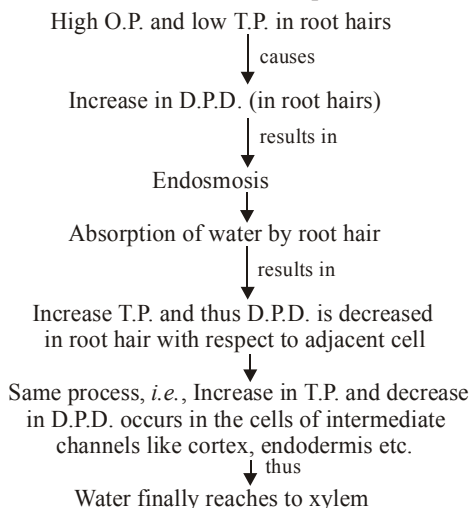 High O.P. and low T.P. in root hairs
causes
Increase in D.P.D. (in root hairs)
results in
Endosmosis
Absorption of water by root hair
results in
Increase T.P. and thus D.P.D. is decreased
in root hair with respect to adjacent cell
Same process, i.e., Increase in T.P. and decrease
in D.P.D. occurs in the cells of intermediate
channels like cortex, endodermis etc.
thus
Water finally reaches to xylem